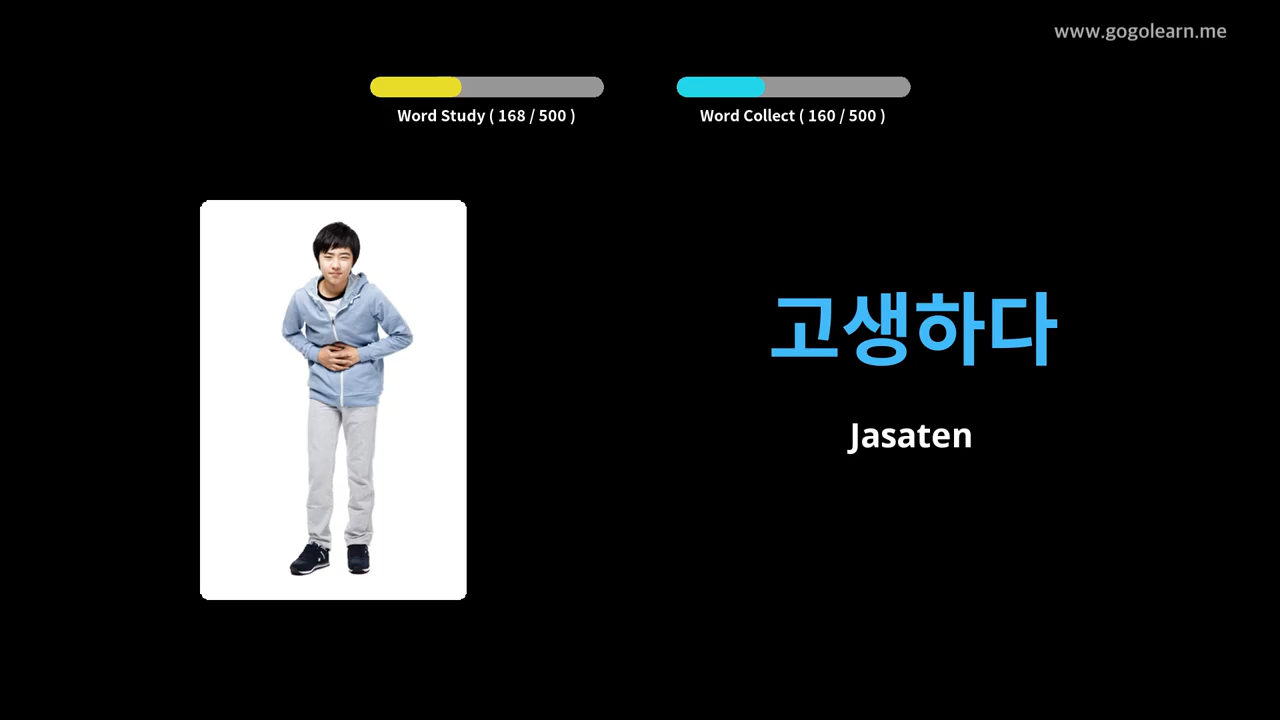 www.gogolearn.me
Word Study ( 168 / 500 )
Word Collect ( 160 / 500 )
고생하다
Jasaten